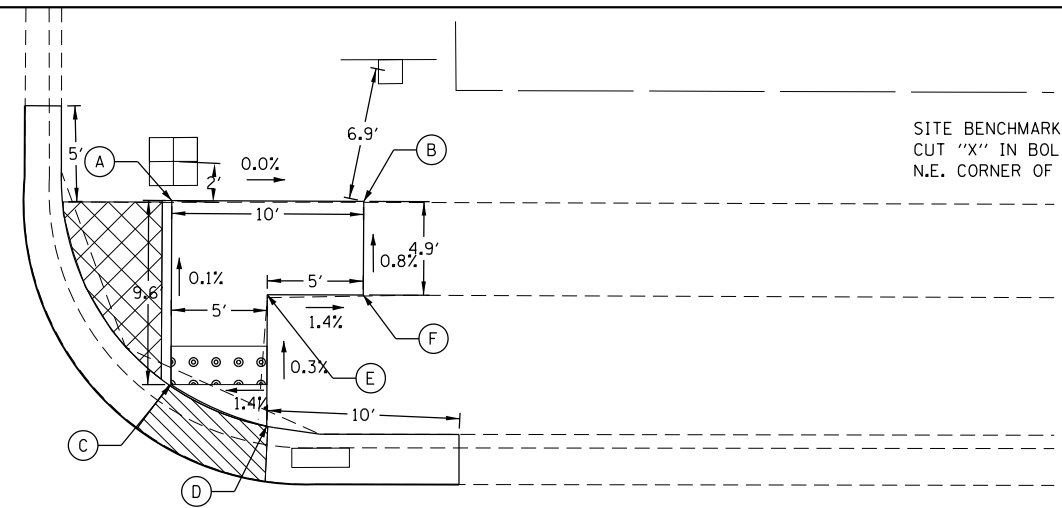 SITE BENCHMARK
CUT "X" IN BOL
N.E. CORNER OF
6.9'
5'
A
2'
0.0%
B
10'
9.6'
0.1%
5'
5'
0.8%
4.9'
1.4%
F
0.3%
E
1.4%
10'
C
D